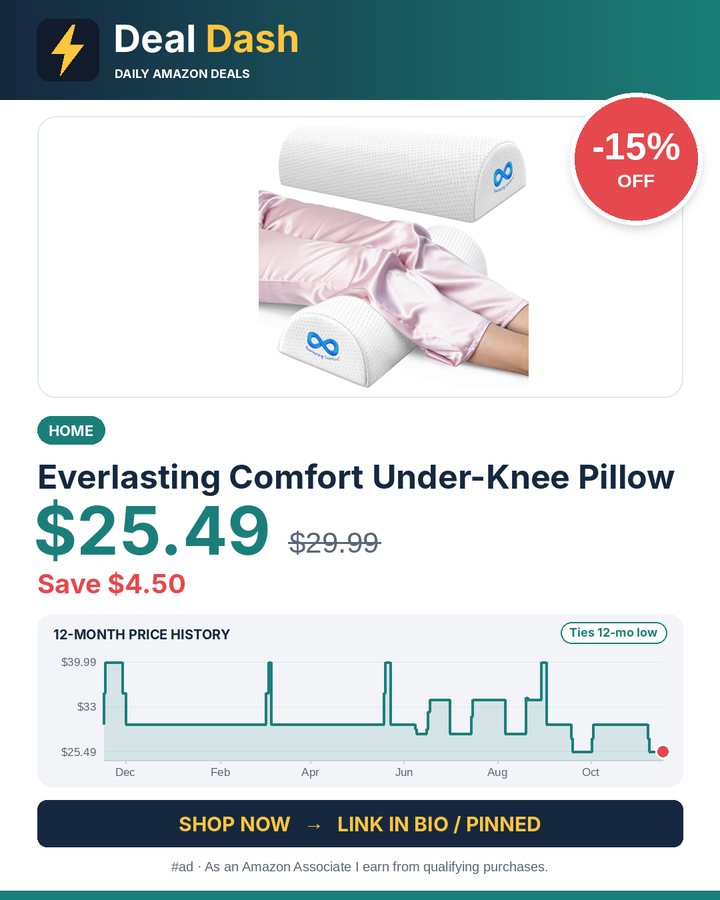 Deal Dash
DAILY AMAZON DEALS
-15%
OFF
HOME
Everlasting Comfort Under-Knee Pillow
$25.49 $29.99
Save $4.50
12-MONTH PRICE HISTORY
Ties 12-mo low
$39.99
$33
$25.49
Dec Feb Apr Jun Aug Oct
SHOP NOW → LINK IN BIO / PINNED
#ad · As an Amazon Associate I earn from qualifying purchases.